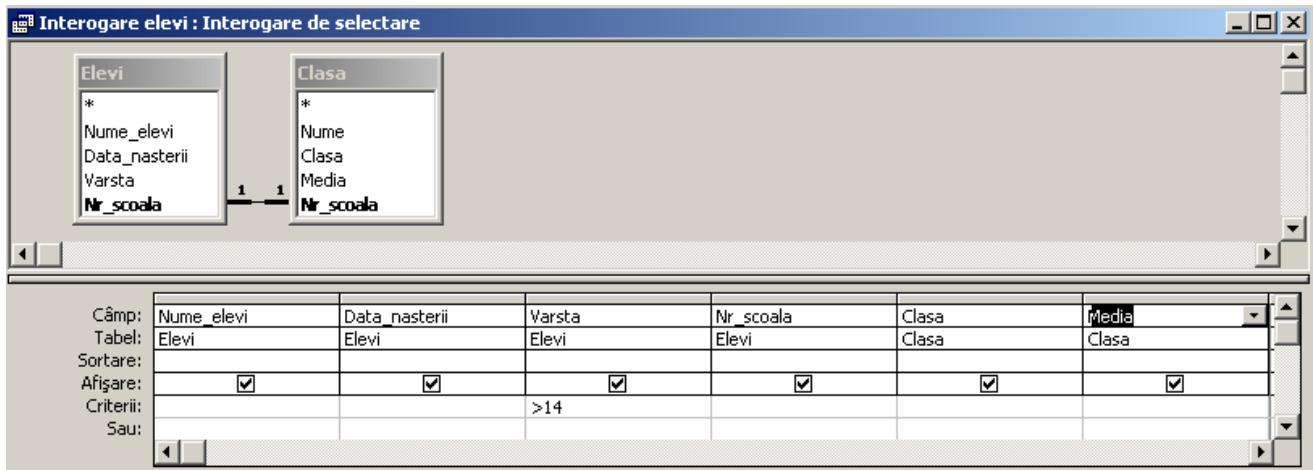 Interogare elevi : Interogare de selectare
Elevi Clasa
* *
Nume_elevi Nume
Data_nasterii Clasa
Varsta Media
1 1
Nr_scoala Nr_scoala
Câmp: Nume_elevi Data_nasterii Varsta Nr_scoala Clasa Media
Tabel: Elevi Elevi Elevi Elevi Clasa Clasa
Sortare:
Afişare:
Criterii: >14
Sau: